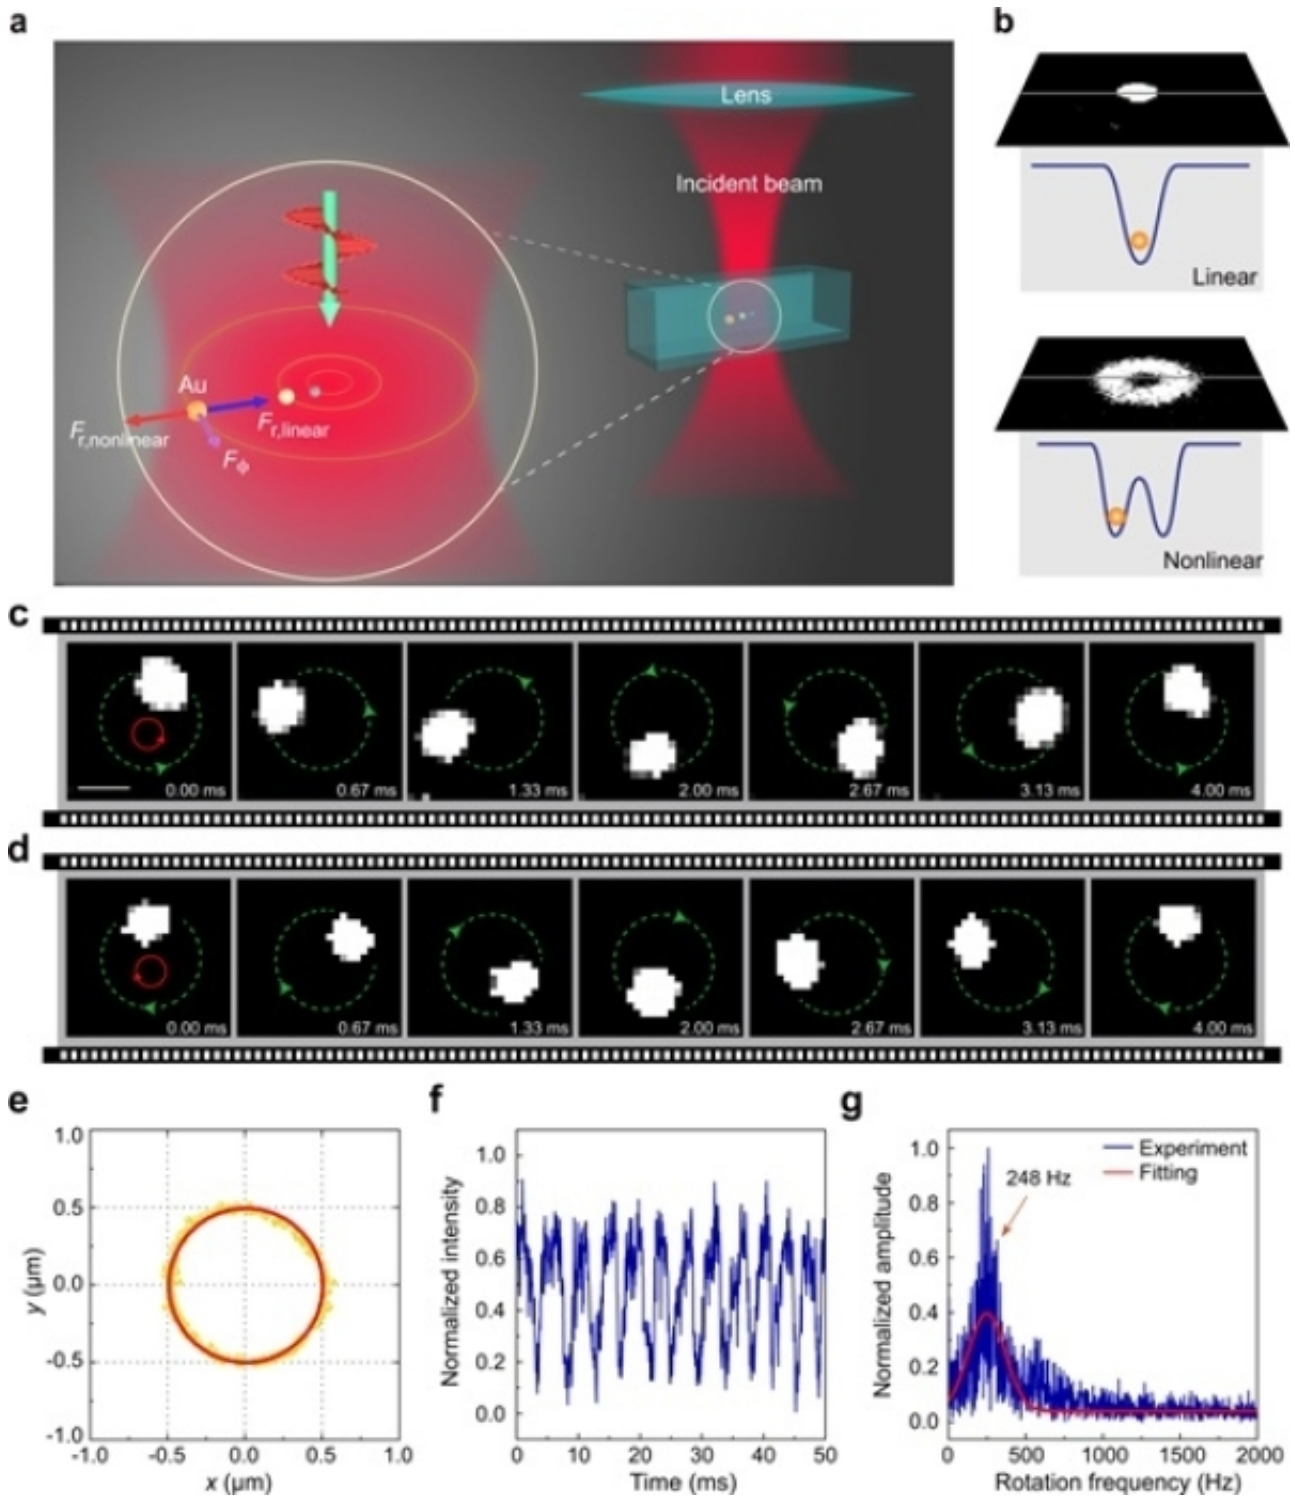 a
b
Lens
Incident beam
Linear
Au
F_r,nonlinear
F_r,linear
F_ϕ
Nonlinear
c
0.00 ms
0.67 ms
1.33 ms
2.00 ms
2.67 ms
3.13 ms
4.00 ms
d
0.00 ms
0.67 ms
1.33 ms
2.00 ms
2.67 ms
3.13 ms
4.00 ms
e
1.0
0.5
0.0
-0.5
-1.0
y (μm)
-1.0 -0.5 0.0 0.5 1.0
x (μm)
f
1.0
0.8
0.6
0.4
0.2
0.0
Normalized intensity
0 10 20 30 40 50
Time (ms)
g
1.0
0.8
0.6
0.4
0.2
0.0
Normalized amplitude
Experiment
Fitting
248 Hz
0 500 1000 1500 2000
Rotation frequency (Hz)